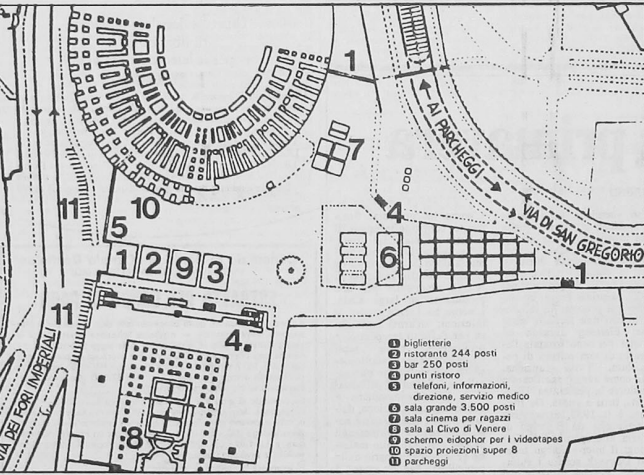 1
AI PARCHEGGI
7
11
10
4
VIA DI SAN GREGORIO
5
1
2
9
3
6
1
11
4
8
VIA DEI FORI IMPERIALI
1 biglietterie
2 ristorante 244 posti
3 bar 250 posti
4 punti ristoro
5 telefoni, informazioni,
direzione, servizio medico
6 sala grande 3.500 posti
7 sala cinema per ragazzi
8 sala al Clivo di Venere
9 schermo eidophor per i videotapes
10 spazio proiezioni super 8
11 parcheggi